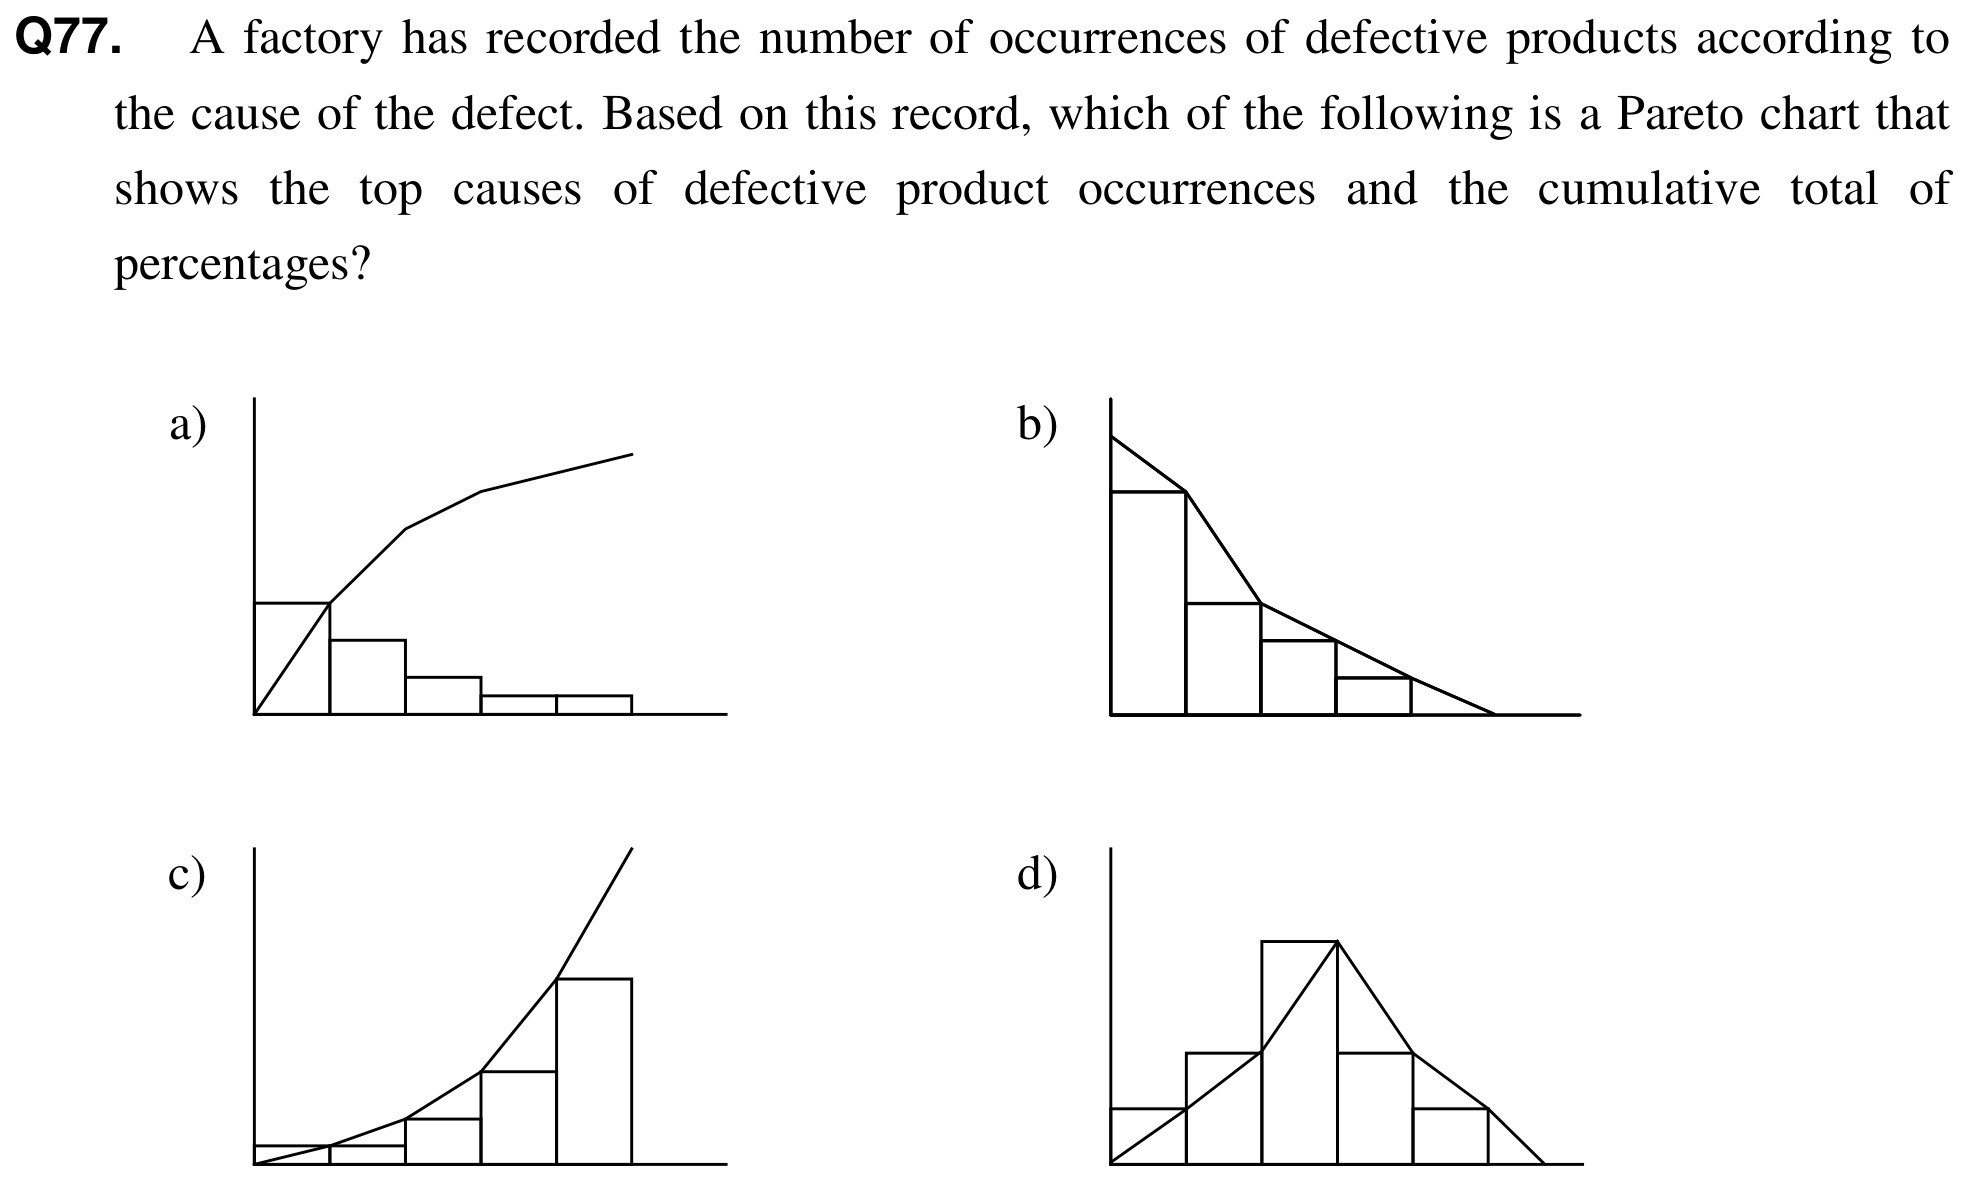 Q77. A factory has recorded the number of occurrences of defective products according to
the cause of the defect. Based on this record, which of the following is a Pareto chart that
shows the top causes of defective product occurrences and the cumulative total of
percentages?
a)
b)
c)
d)